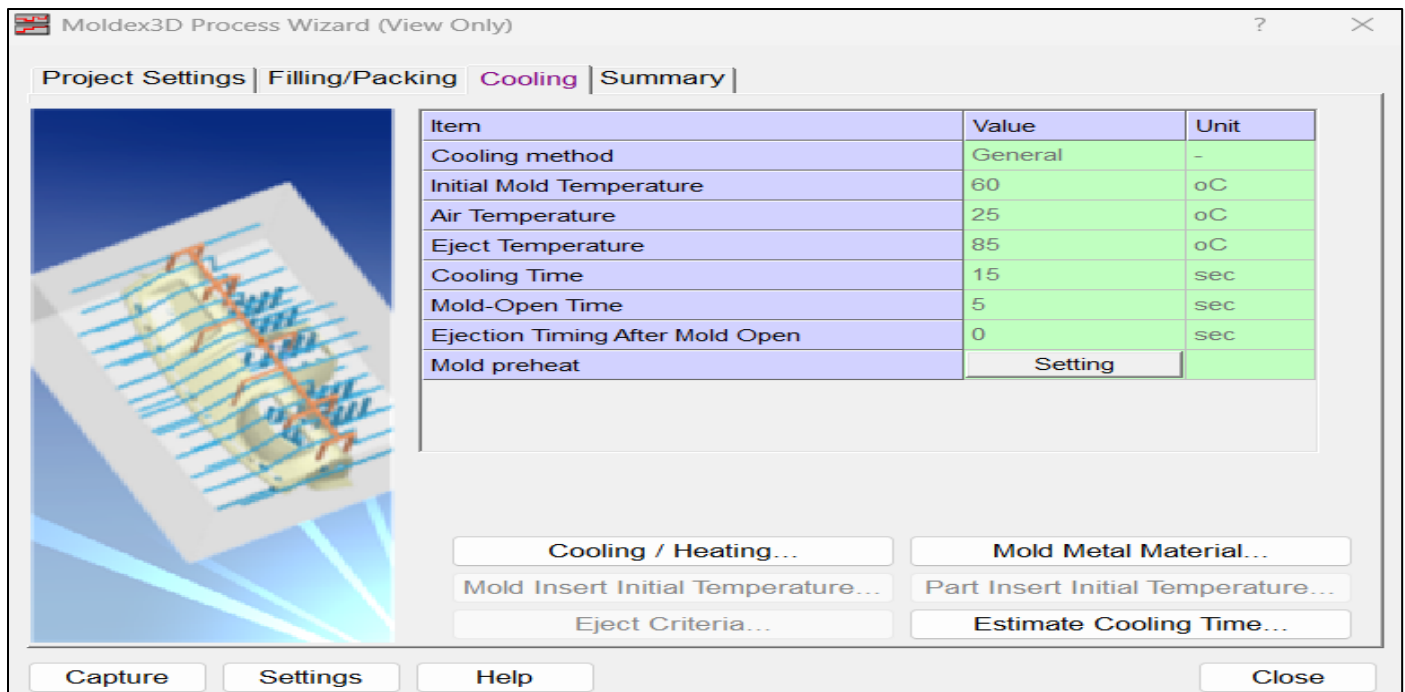 Moldex3D Process Wizard (View Only) ?
Project Settings Filling/Packing Cooling Summary
Item Value Unit
Cooling method General -
Initial Mold Temperature 60 oC
Air Temperature 25 oC
Eject Temperature 85 oC
Cooling Time 15 sec
Mold-Open Time 5 sec
Ejection Timing After Mold Open 0 sec
Mold preheat Setting
Cooling / Heating... Mold Metal Material...
Mold Insert Initial Temperature... Part Insert Initial Temperature...
Eject Criteria... Estimate Cooling Time...
Capture Settings Help Close